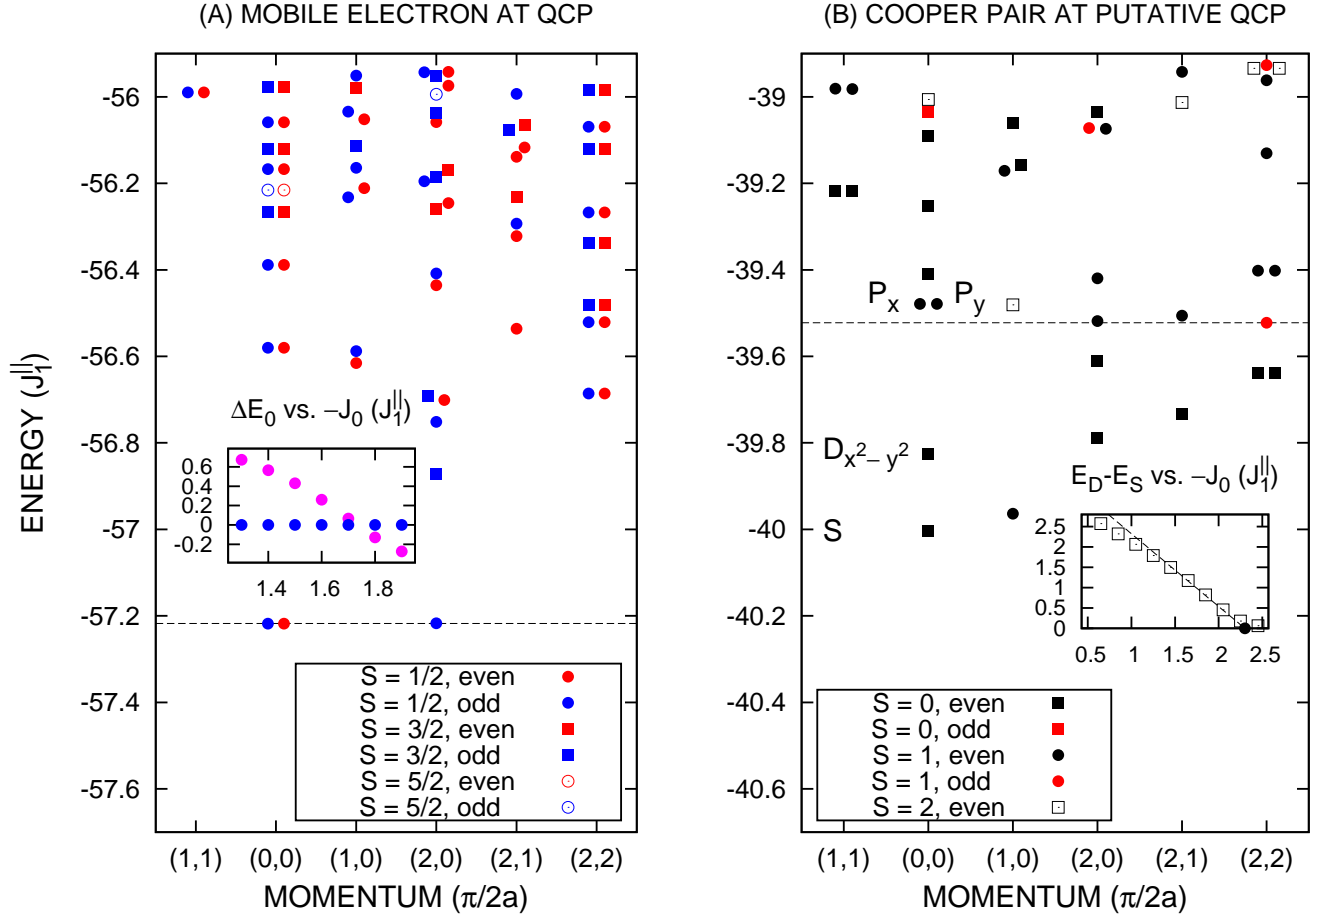 (A) MOBILE ELECTRON AT QCP
ENERGY (J₁^||)
-56
-56.2
-56.4
-56.6
-56.8
-57
-57.2
-57.4
-57.6
ΔE₀ vs. −J₀ (J₁^||)
0.6
0.4
0.2
0
-0.2
1.4 1.6 1.8
S = 1/2, even
S = 1/2, odd
S = 3/2, even
S = 3/2, odd
S = 5/2, even
S = 5/2, odd
(1,1) (0,0) (1,0) (2,0) (2,1) (2,2)
MOMENTUM (π/2a)
(B) COOPER PAIR AT PUTATIVE QCP
-39
-39.2
-39.4
-39.6
-39.8
-40
-40.2
-40.4
-40.6
Pₓ P_y
D_x²−y²
S
E_D-E_S vs. −J₀ (J₁^||)
2.5
2
1.5
1
0.5
0
0.5 1 1.5 2 2.5
S = 0, even
S = 0, odd
S = 1, even
S = 1, odd
S = 2, even
(1,1) (0,0) (1,0) (2,0) (2,1) (2,2)
MOMENTUM (π/2a)